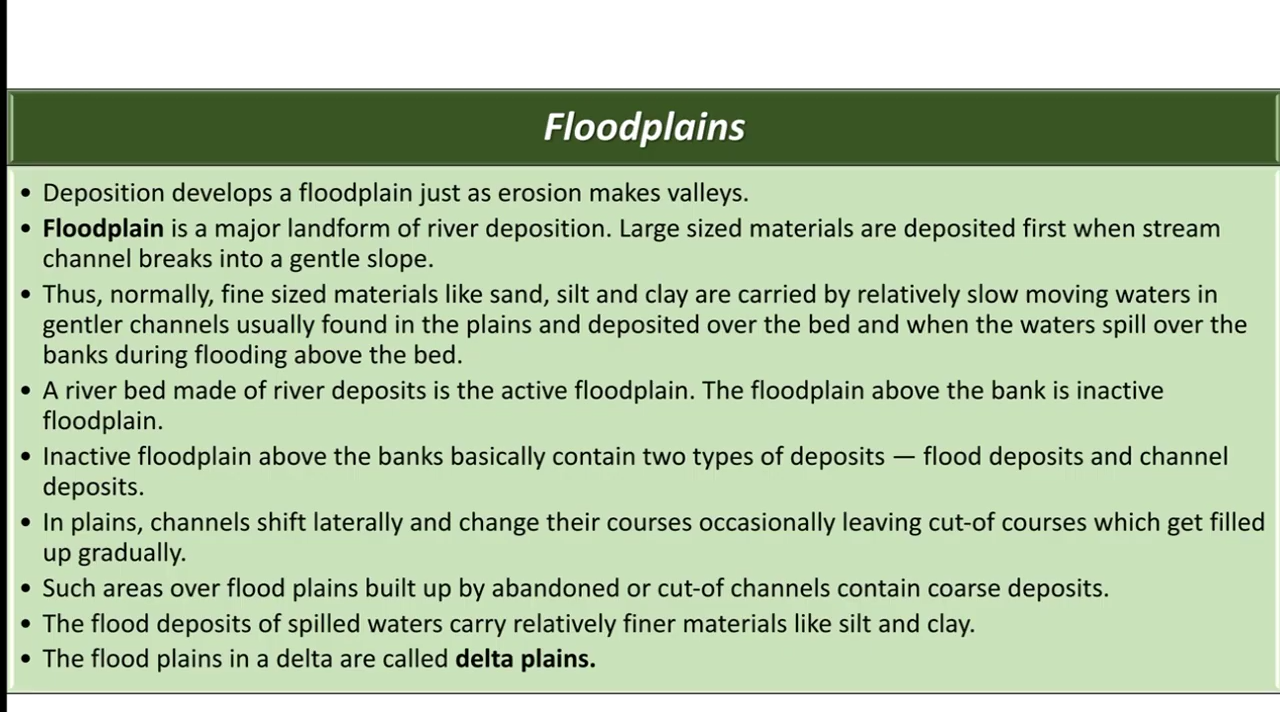 Floodplains
• Deposition develops a floodplain just as erosion makes valleys.
• Floodplain is a major landform of river deposition. Large sized materials are deposited first when stream
channel breaks into a gentle slope.
• Thus, normally, fine sized materials like sand, silt and clay are carried by relatively slow moving waters in
gentler channels usually found in the plains and deposited over the bed and when the waters spill over the
banks during flooding above the bed.
• A river bed made of river deposits is the active floodplain. The floodplain above the bank is inactive
floodplain.
• Inactive floodplain above the banks basically contain two types of deposits — flood deposits and channel
deposits.
• In plains, channels shift laterally and change their courses occasionally leaving cut-of courses which get filled
up gradually.
• Such areas over flood plains built up by abandoned or cut-of channels contain coarse deposits.
• The flood deposits of spilled waters carry relatively finer materials like silt and clay.
• The flood plains in a delta are called delta plains.